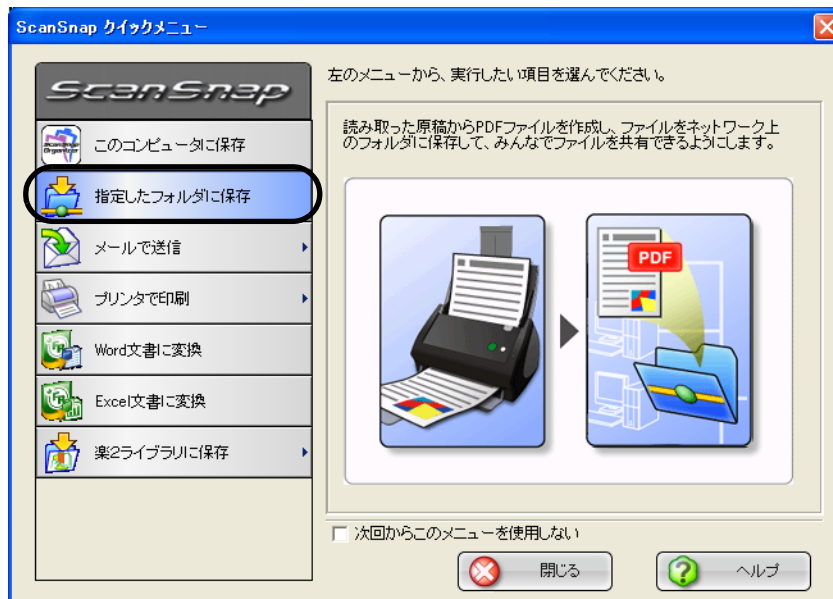 ScanSnap クイックメニュー
ScanSnap
左のメニューから、実行したい項目を選んでください。
このコンピュータに保存
指定したフォルダに保存
メールで送信
プリンタで印刷
Word文書に変換
Excel文書に変換
楽2ライブラリに保存
読み取った原稿からPDFファイルを作成し、ファイルをネットワーク上
のフォルダに保存して、みんなでファイルを共有できるようにします。
PDF
次回からこのメニューを使用しない
閉じる
ヘルプ